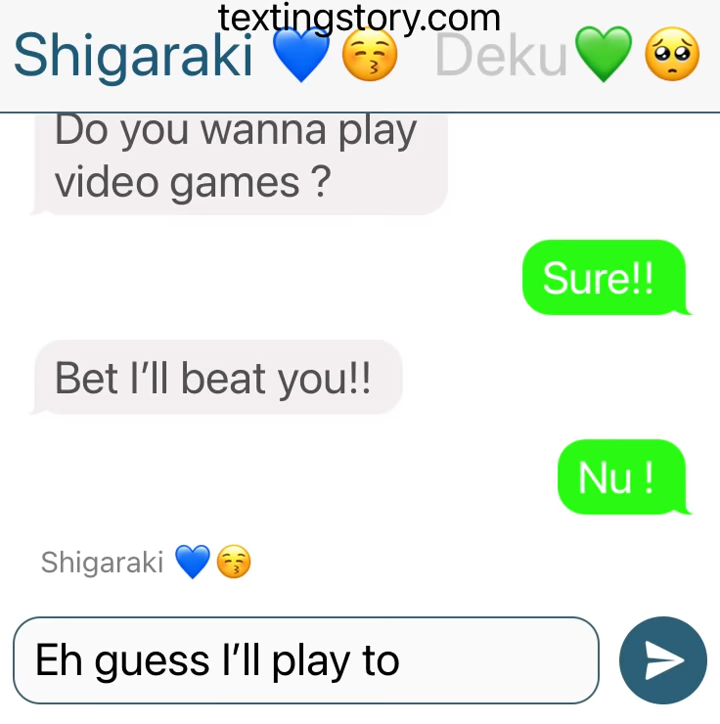 textingstory.com
Shigaraki 💙😚 Deku💚🥺
Do you wanna play
video games ?
Sure!!
Bet I’ll beat you!!
Nu !
Shigaraki 💙😚
Eh guess I’ll play to